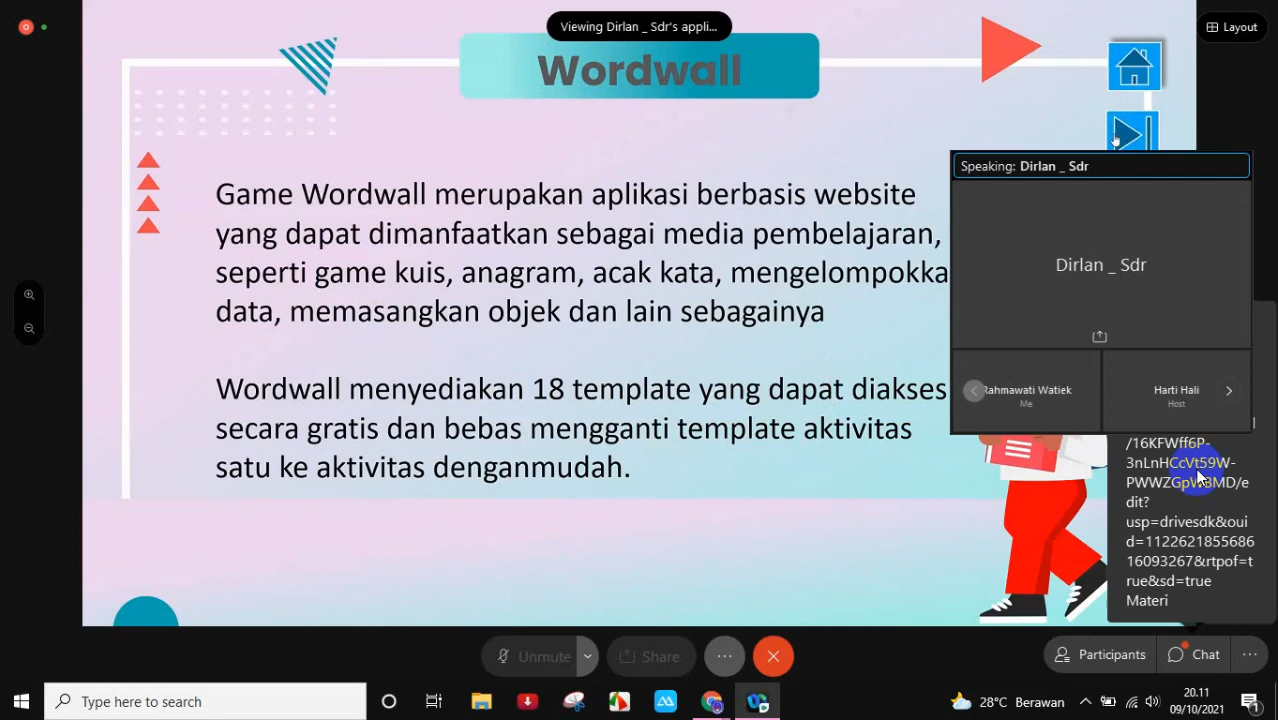 Viewing Dirlan _ Sdr's appli...
Layout
Wordwall
Game Wordwall merupakan aplikasi berbasis website
yang dapat dimanfaatkan sebagai media pembelajaran,
seperti game kuis, anagram, acak kata, mengelompokka
data, memasangkan objek dan lain sebagainya
Wordwall menyediakan 18 template yang dapat diakses
secara gratis dan bebas mengganti template aktivitas
satu ke aktivitas denganmudah.
Speaking: Dirlan _ Sdr
Dirlan _ Sdr
Rahmawati Watiek
Me
Harti Hali
Host
/16KFWff6P-
3nLnHCcVt59W-
PWWZGpWBMD/e
dit?
usp=drivesdk&oui
d=1122621855686
16093267&rtpof=t
rue&sd=true
Materi
Unmute
Share
Participants
Chat
Type here to search
28°C Berawan
20.11
09/10/2021
1